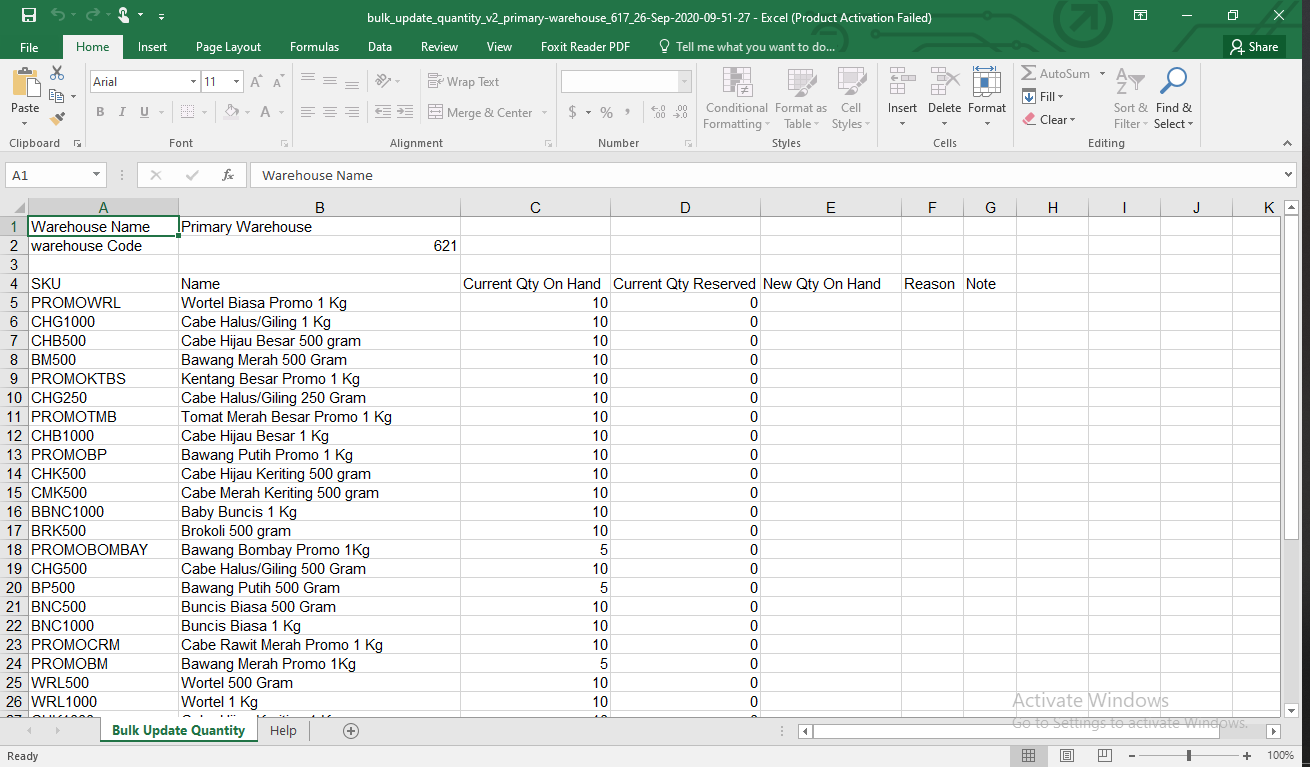 bulk_update_quantity_v2_primary-warehouse_617_26-Sep-2020-09-51-27 - Excel (Product Activation Failed)
File Home Insert Page Layout Formulas Data Review View Foxit Reader PDF Tell me what you want to do... Share
Arial 11 Wrap Text AutoSum
Paste B I U A Merge & Center $ % , Conditional Formatting Format as Table Cell Styles Insert Delete Format Fill Clear Sort & Filter Find & Select
Clipboard Font Alignment Number Styles Cells Editing
A1 fx Warehouse Name
A B C D E F G H I J K
1 Warehouse Name Primary Warehouse
2 warehouse Code 621
3
4 SKU Name Current Qty On Hand Current Qty Reserved New Qty On Hand Reason Note
5 PROMOWRL Wortel Biasa Promo 1 Kg 10 0
6 CHG1000 Cabe Halus/Giling 1 Kg 10 0
7 CHB500 Cabe Hijau Besar 500 gram 10 0
8 BM500 Bawang Merah 500 Gram 10 0
9 PROMOKTBS Kentang Besar Promo 1 Kg 10 0
10 CHG250 Cabe Halus/Giling 250 Gram 10 0
11 PROMOTMB Tomat Merah Besar Promo 1 Kg 10 0
12 CHB1000 Cabe Hijau Besar 1 Kg 10 0
13 PROMOBP Bawang Putih Promo 1 Kg 10 0
14 CHK500 Cabe Hijau Keriting 500 gram 10 0
15 CMK500 Cabe Merah Keriting 500 gram 10 0
16 BBNC1000 Baby Buncis 1 Kg 10 0
17 BRK500 Brokoli 500 gram 10 0
18 PROMOBOMBAY Bawang Bombay Promo 1Kg 5 0
19 CHG500 Cabe Halus/Giling 500 Gram 10 0
20 BP500 Bawang Putih 500 Gram 5 0
21 BNC500 Buncis Biasa 500 Gram 10 0
22 BNC1000 Buncis Biasa 1 Kg 10 0
23 PROMOCRM Cabe Rawit Merah Promo 1 Kg 10 0
24 PROMOBM Bawang Merah Promo 1Kg 5 0
25 WRL500 Wortel 500 Gram 10 0
26 WRL1000 Wortel 1 Kg 10 0
Activate Windows
Go to Settings to activate Windows.
Bulk Update Quantity Help
Ready 100%